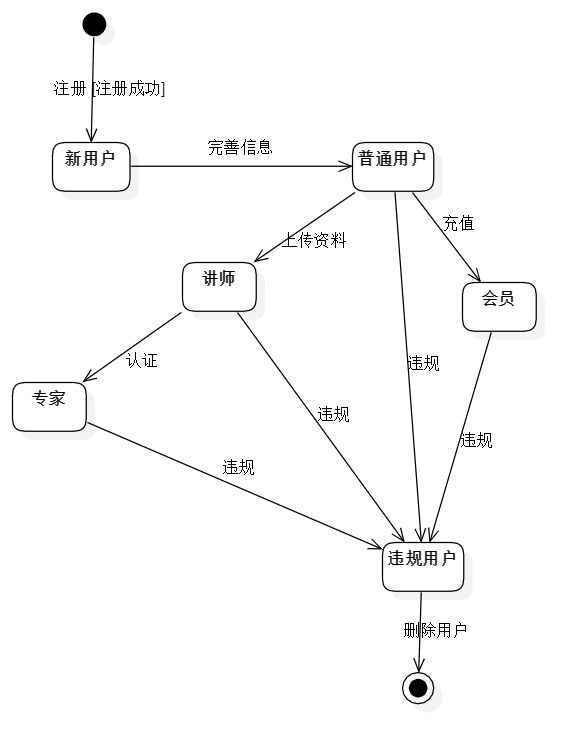 注册 [注册成功]
新用户
完善信息
普通用户
上传资料
充值
讲师
会员
认证
违规
专家
违规
违规
违规
违规用户
删除用户